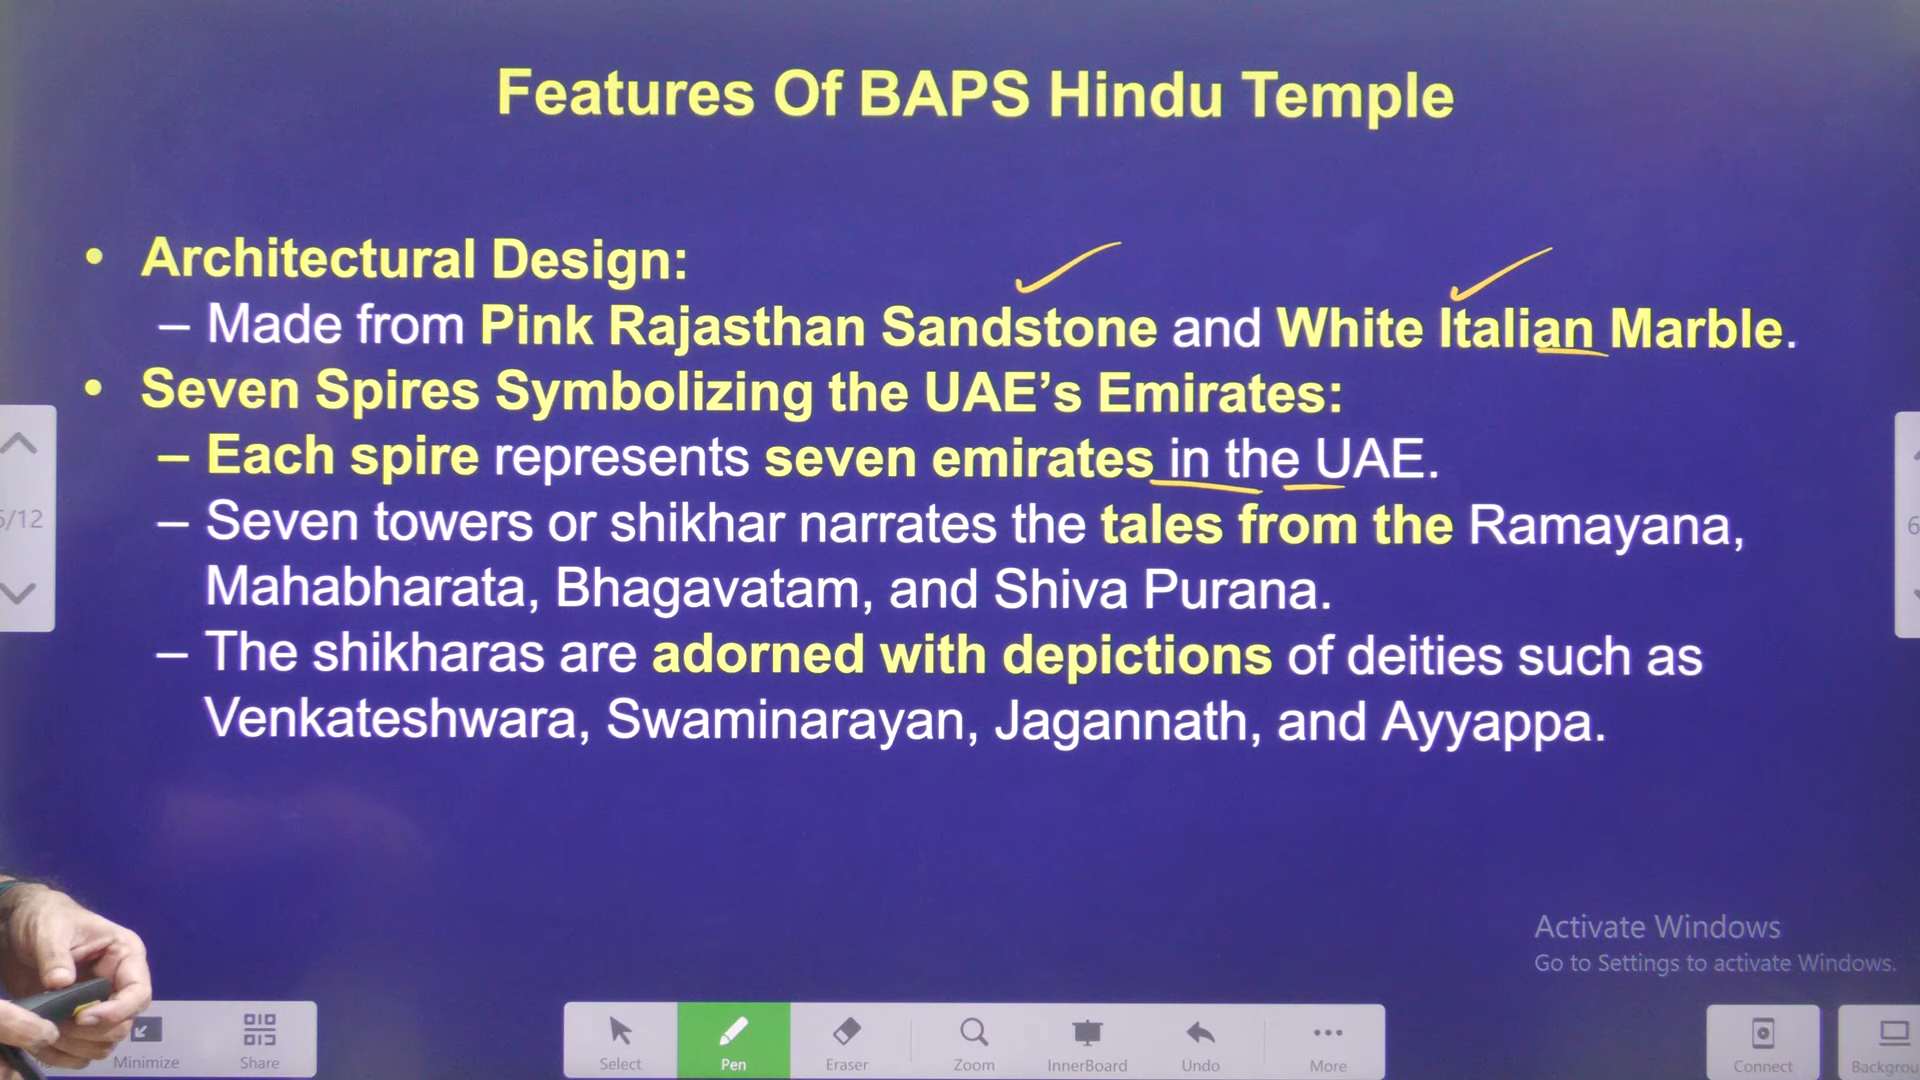 Features Of BAPS Hindu Temple
• Architectural Design:
– Made from Pink Rajasthan Sandstone and White Italian Marble.
• Seven Spires Symbolizing the UAE’s Emirates:
– Each spire represents seven emirates in the UAE.
– Seven towers or shikhar narrates the tales from the Ramayana,
Mahabharata, Bhagavatam, and Shiva Purana.
– The shikharas are adorned with depictions of deities such as
Venkateshwara, Swaminarayan, Jagannath, and Ayyappa.
/12
6
Activate Windows
Go to Settings to activate Windows.
Minimize Share Select Pen Eraser Zoom InnerBoard Undo More Connect